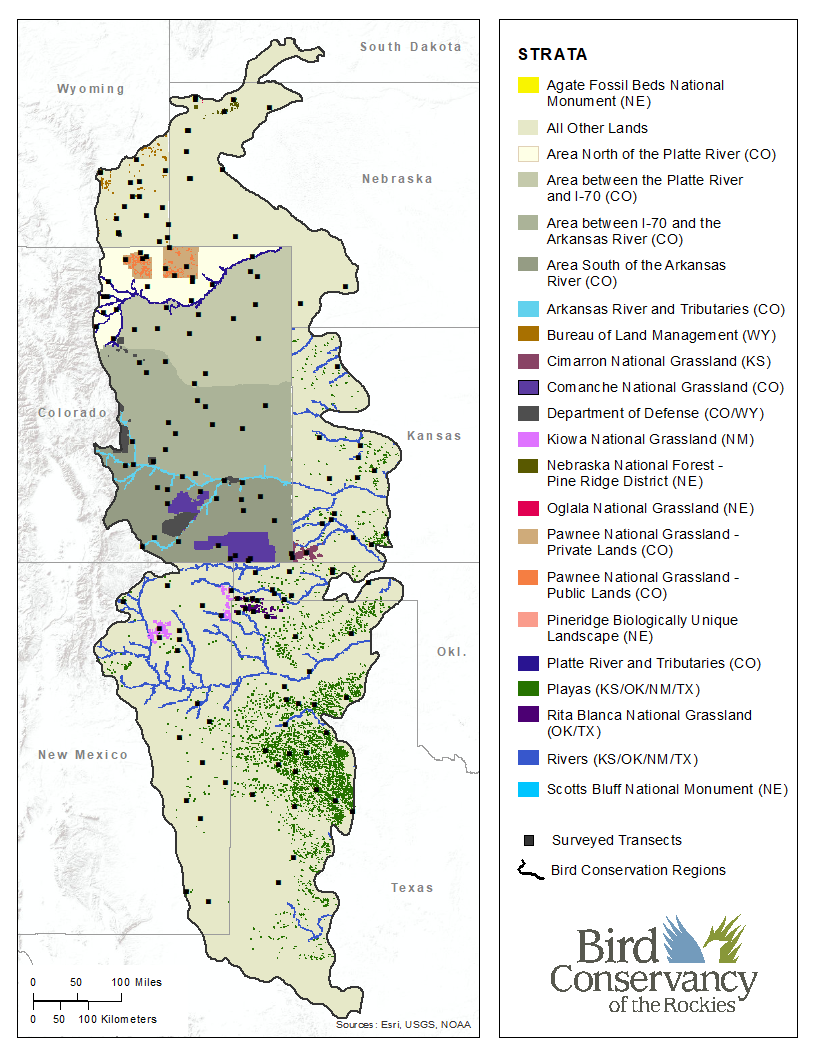 South Dakota
Wyoming
Nebraska
Colorado
Kansas
Okl.
New Mexico
Texas
0 50 100 Miles
0 50 100 Kilometers
Sources: Esri, USGS, NOAA
STRATA
Agate Fossil Beds National
Monument (NE)
All Other Lands
Area North of the Platte River (CO)
Area between the Platte River
and I-70 (CO)
Area between I-70 and the
Arkansas River (CO)
Area South of the Arkansas
River (CO)
Arkansas River and Tributaries (CO)
Bureau of Land Management (WY)
Cimarron National Grassland (KS)
Comanche National Grassland (CO)
Department of Defense (CO/WY)
Kiowa National Grassland (NM)
Nebraska National Forest -
Pine Ridge District (NE)
Oglala National Grassland (NE)
Pawnee National Grassland -
Private Lands (CO)
Pawnee National Grassland -
Public Lands (CO)
Pineridge Biologically Unique
Landscape (NE)
Platte River and Tributaries (CO)
Playas (KS/OK/NM/TX)
Rita Blanca National Grassland
(OK/TX)
Rivers (KS/OK/NM/TX)
Scotts Bluff National Monument (NE)
Surveyed Transects
Bird Conservation Regions
Bird
Conservancy
of the Rockies